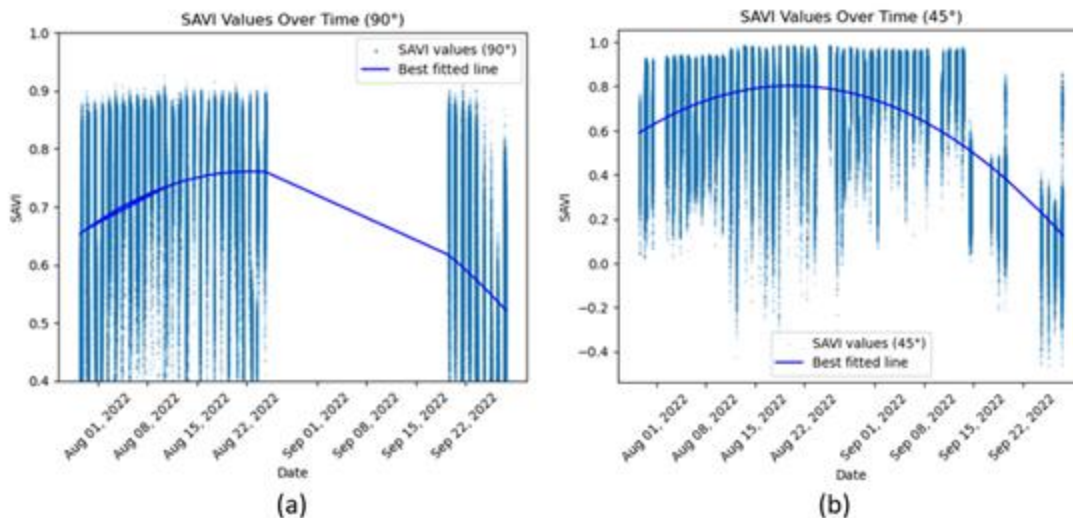 SAVI Values Over Time (90°)
1.0
0.9
0.8
0.7
0.6
0.5
0.4
SAVI
SAVI values (90°)
Best fitted line
Aug 01, 2022
Aug 08, 2022
Aug 15, 2022
Aug 22, 2022
Sep 01, 2022
Sep 08, 2022
Sep 15, 2022
Sep 22, 2022
Date
(a)
SAVI Values Over Time (45°)
1.0
0.8
0.6
0.4
0.2
0.0
−0.2
−0.4
SAVI
SAVI values (45°)
Best fitted line
Aug 01, 2022
Aug 08, 2022
Aug 15, 2022
Aug 22, 2022
Sep 01, 2022
Sep 08, 2022
Sep 15, 2022
Sep 22, 2022
Date
(b)